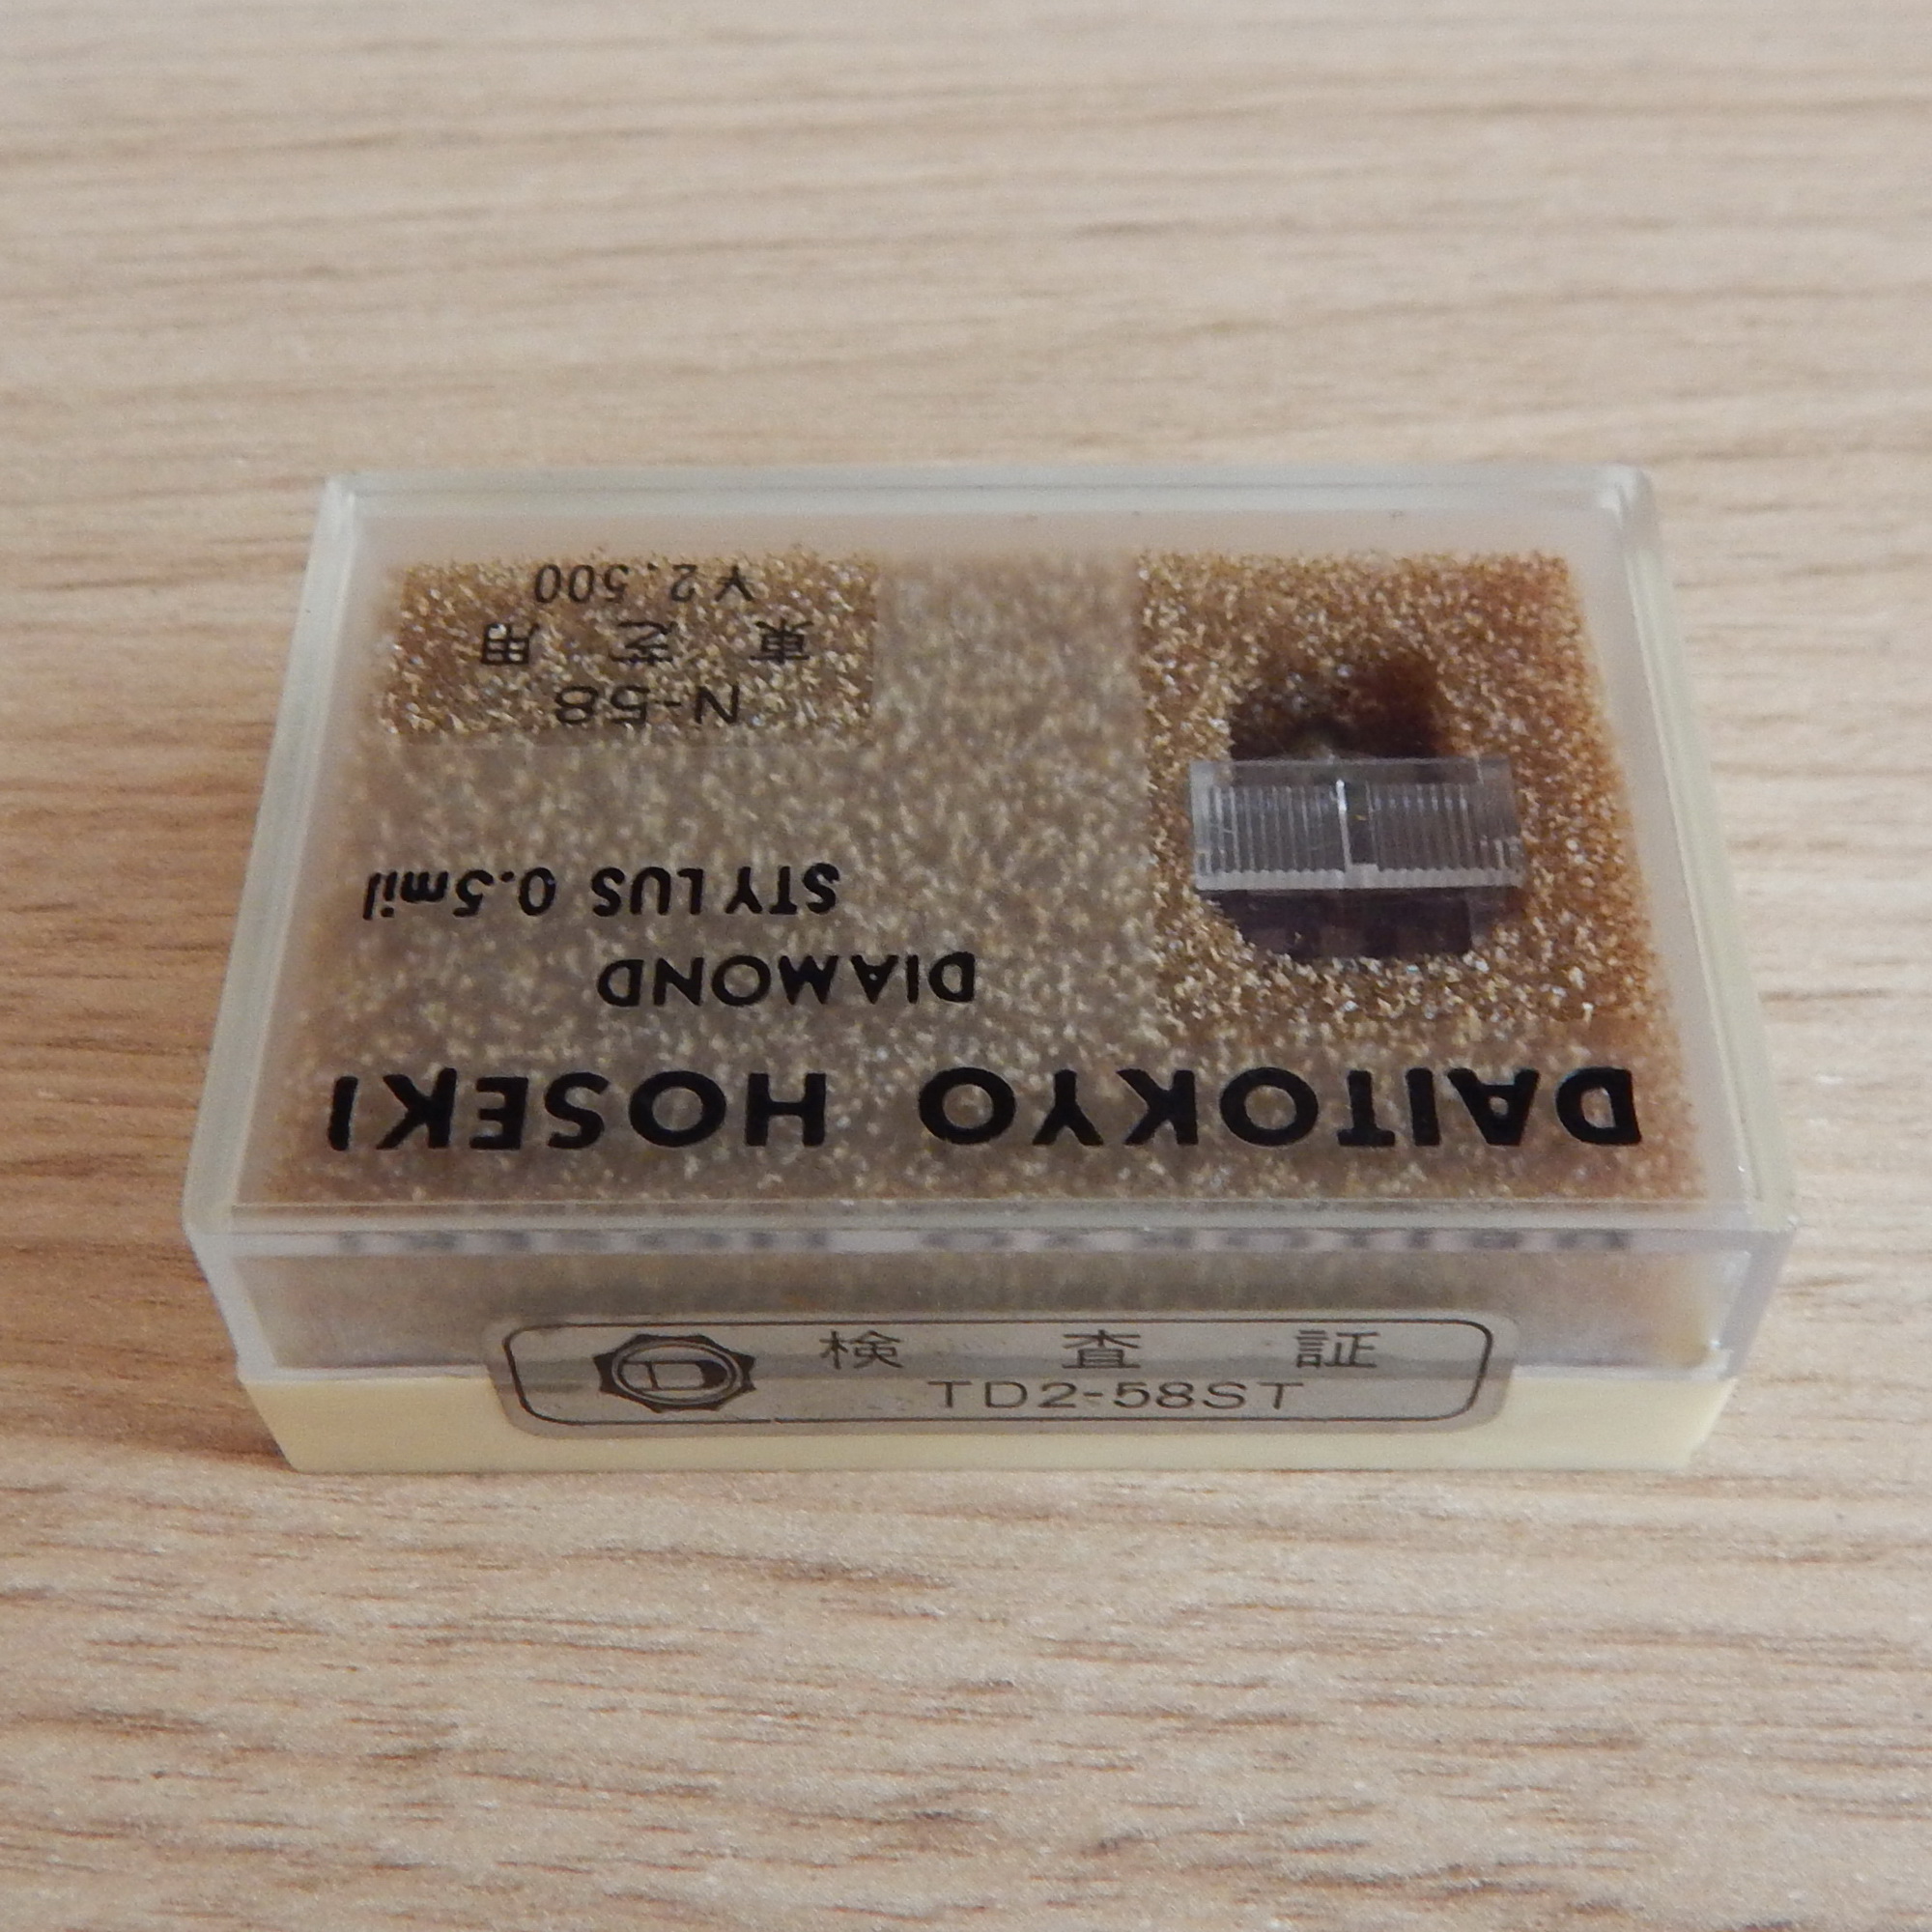 DAITOKYO HOSEKI
DIAMOND
STYLUS 0.5mil
N-58
東芝用
¥2.500
検査証
TD2-58ST